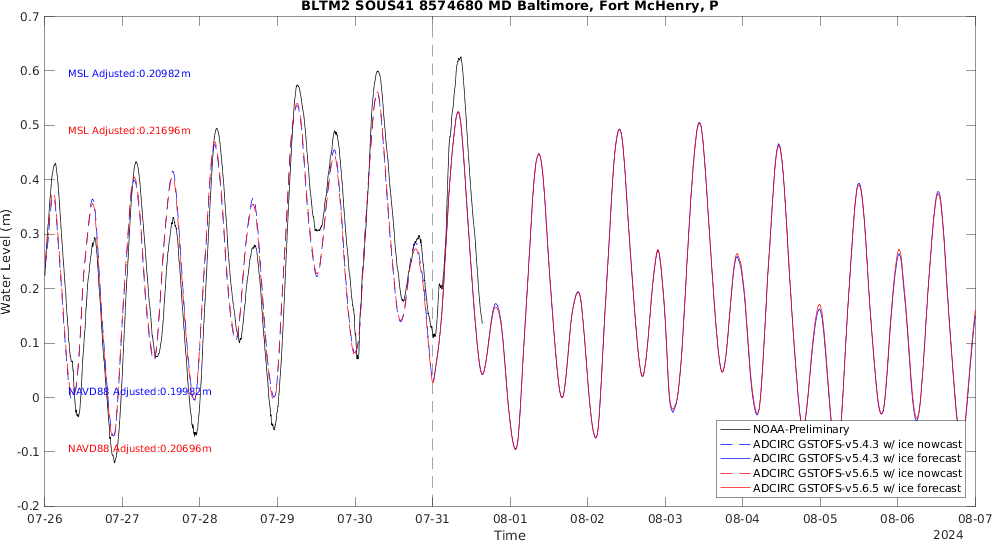 BLTM2 SOUS41 8574680 MD Baltimore, Fort McHenry, P
0.7
0.6
0.5
0.4
0.3
0.2
0.1
0
-0.1
-0.2
Water Level (m)
MSL Adjusted:0.20982m
MSL Adjusted:0.21696m
NAVD88 Adjusted:0.19982m
NAVD88 Adjusted:0.20696m
NOAA-Preliminary
ADCIRC GSTOFS-v5.4.3 w/ ice nowcast
ADCIRC GSTOFS-v5.4.3 w/ ice forecast
ADCIRC GSTOFS-v5.6.5 w/ ice nowcast
ADCIRC GSTOFS-v5.6.5 w/ ice forecast
07-26 07-27 07-28 07-29 07-30 07-31 08-01 08-02 08-03 08-04 08-05 08-06 08-07
Time
2024